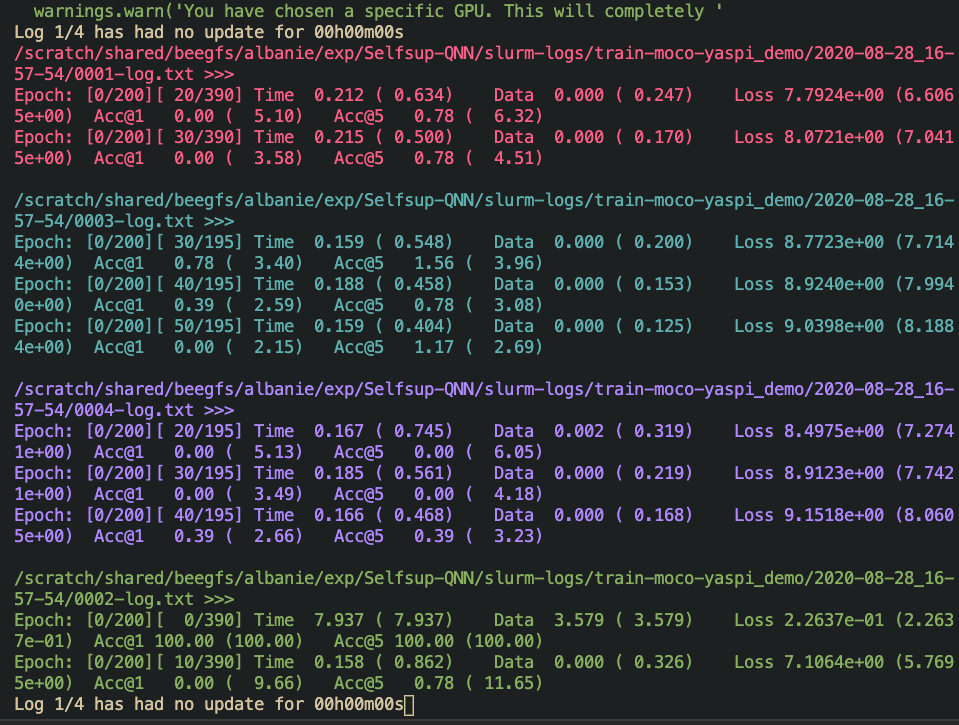 warnings.warn('You have chosen a specific GPU. This will completely '
Log 1/4 has had no update for 00h00m00s
/scratch/shared/beegfs/albanie/exp/Selfsup-QNN/slurm-logs/train-moco-yaspi_demo/2020-08-28_16-
57-54/0001-log.txt >>>
Epoch: [0/200][ 20/390] Time  0.212 ( 0.634)    Data  0.000 ( 0.247)    Loss 7.7924e+00 (6.606
5e+00)  Acc@1   0.00 (  5.10)   Acc@5   0.78 (  6.32)
Epoch: [0/200][ 30/390] Time  0.215 ( 0.500)    Data  0.000 ( 0.170)    Loss 8.0721e+00 (7.041
5e+00)  Acc@1   0.00 (  3.58)   Acc@5   0.78 (  4.51)
/scratch/shared/beegfs/albanie/exp/Selfsup-QNN/slurm-logs/train-moco-yaspi_demo/2020-08-28_16-
57-54/0003-log.txt >>>
Epoch: [0/200][ 30/195] Time  0.159 ( 0.548)    Data  0.000 ( 0.200)    Loss 8.7723e+00 (7.714
4e+00)  Acc@1   0.78 (  3.40)   Acc@5   1.56 (  3.96)
Epoch: [0/200][ 40/195] Time  0.188 ( 0.458)    Data  0.000 ( 0.153)    Loss 8.9240e+00 (7.994
0e+00)  Acc@1   0.39 (  2.59)   Acc@5   0.78 (  3.08)
Epoch: [0/200][ 50/195] Time  0.159 ( 0.404)    Data  0.000 ( 0.125)    Loss 9.0398e+00 (8.188
4e+00)  Acc@1   0.00 (  2.15)   Acc@5   1.17 (  2.69)
/scratch/shared/beegfs/albanie/exp/Selfsup-QNN/slurm-logs/train-moco-yaspi_demo/2020-08-28_16-
57-54/0004-log.txt >>>
Epoch: [0/200][ 20/195] Time  0.167 ( 0.745)    Data  0.002 ( 0.319)    Loss 8.4975e+00 (7.274
1e+00)  Acc@1   0.00 (  5.13)   Acc@5   0.00 (  6.05)
Epoch: [0/200][ 30/195] Time  0.185 ( 0.561)    Data  0.000 ( 0.219)    Loss 8.9123e+00 (7.742
1e+00)  Acc@1   0.00 (  3.49)   Acc@5   0.00 (  4.18)
Epoch: [0/200][ 40/195] Time  0.166 ( 0.468)    Data  0.000 ( 0.168)    Loss 9.1518e+00 (8.060
5e+00)  Acc@1   0.39 (  2.66)   Acc@5   0.39 (  3.23)
/scratch/shared/beegfs/albanie/exp/Selfsup-QNN/slurm-logs/train-moco-yaspi_demo/2020-08-28_16-
57-54/0002-log.txt >>>
Epoch: [0/200][  0/390] Time  7.937 ( 7.937)    Data  3.579 ( 3.579)    Loss 2.2637e-01 (2.263
7e-01)  Acc@1 100.00 (100.00)   Acc@5 100.00 (100.00)
Epoch: [0/200][ 10/390] Time  0.158 ( 0.862)    Data  0.000 ( 0.326)    Loss 7.1064e+00 (5.769
5e+00)  Acc@1   0.00 (  9.66)   Acc@5   0.78 ( 11.65)
Log 1/4 has had no update for 00h00m00s